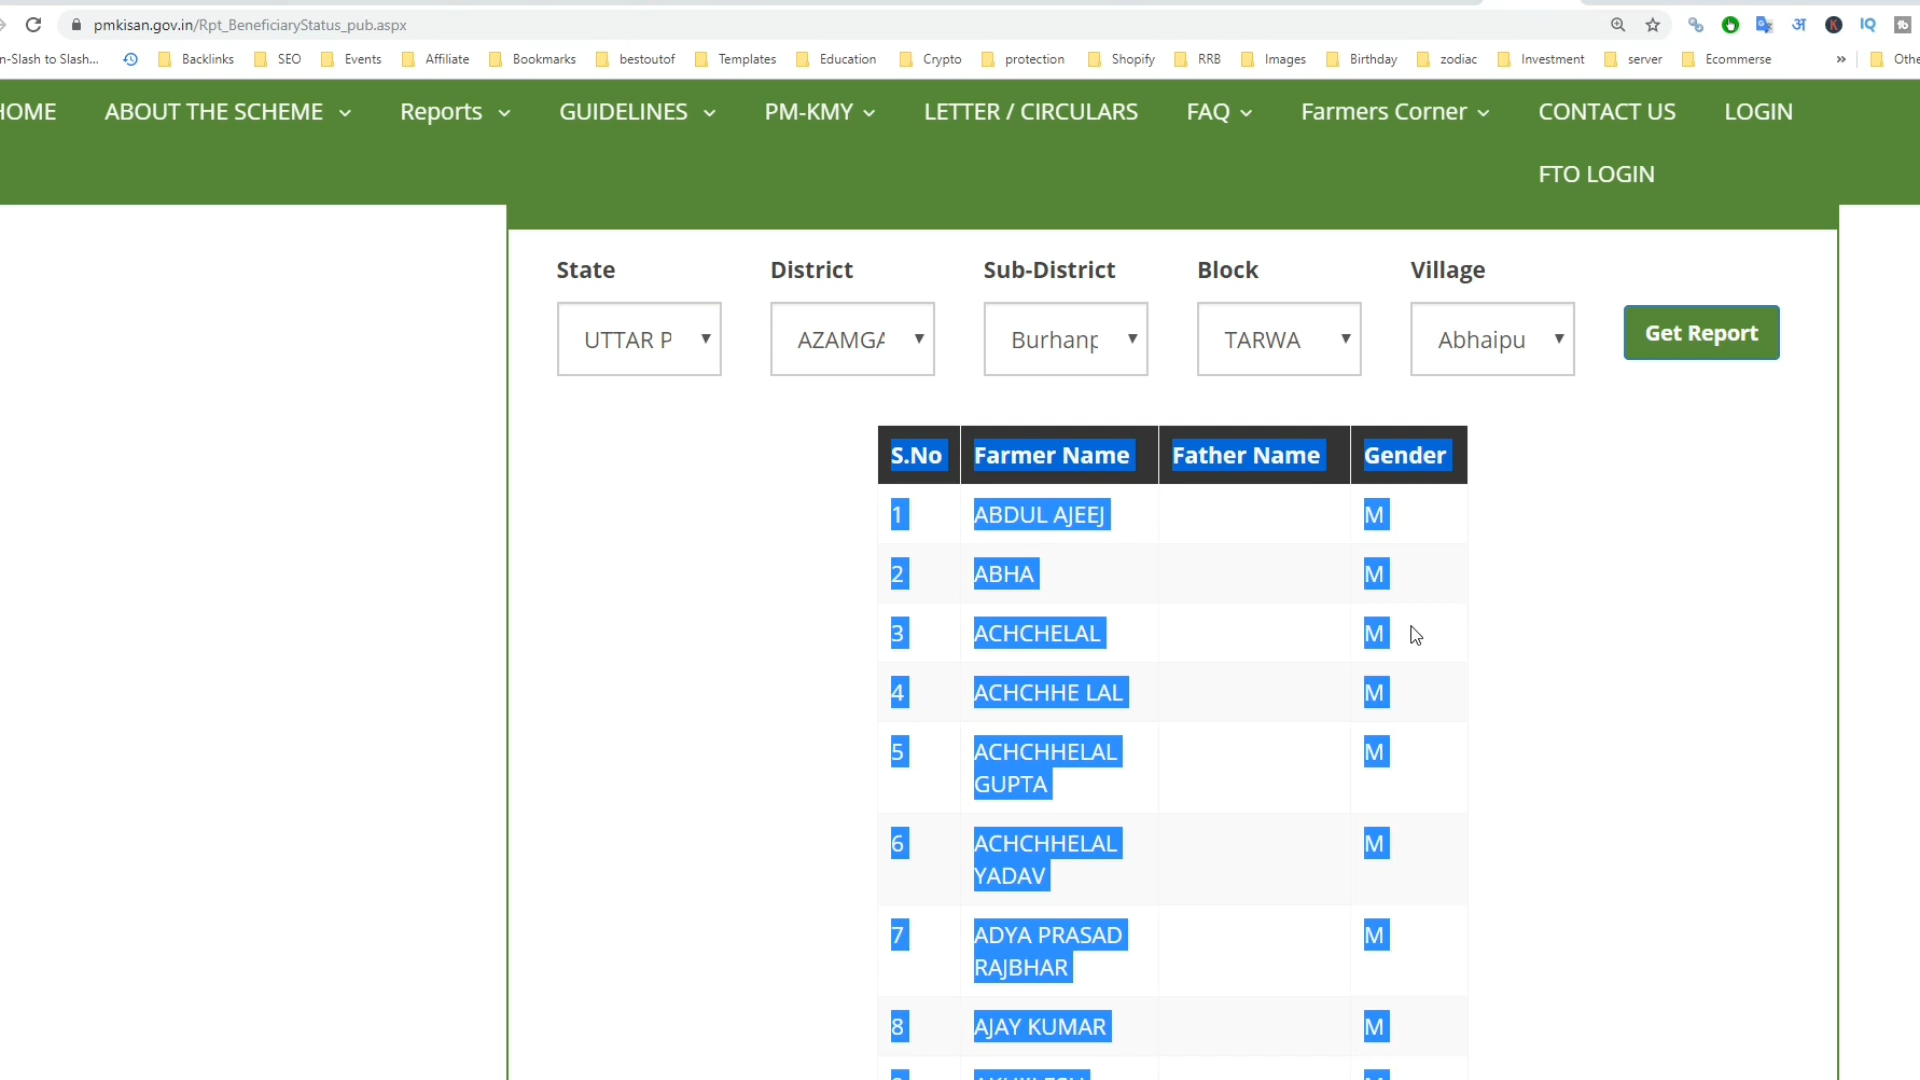 pmkisan.gov.in/Rpt_BeneficiaryStatus_pub.aspx
अ K IQ tb
n-Slash to Slash... Backlinks SEO Events Affiliate Bookmarks bestoutof Templates Education Crypto protection Shopify RRB Images Birthday zodiac Investment server Ecommerse » Othe
HOME ABOUT THE SCHEME Reports GUIDELINES PM-KMY LETTER / CIRCULARS FAQ Farmers Corner CONTACT US LOGIN
FTO LOGIN
State District Sub-District Block Village
UTTAR P AZAMGA Burhanp TARWA Abhaipu Get Report
S.No Farmer Name Father Name Gender
1 ABDUL AJEEJ M
2 ABHA M
3 ACHCHELAL M
4 ACHCHHE LAL M
5 ACHCHHELAL M
GUPTA
6 ACHCHHELAL M
YADAV
7 ADYA PRASAD M
RAJBHAR
8 AJAY KUMAR M